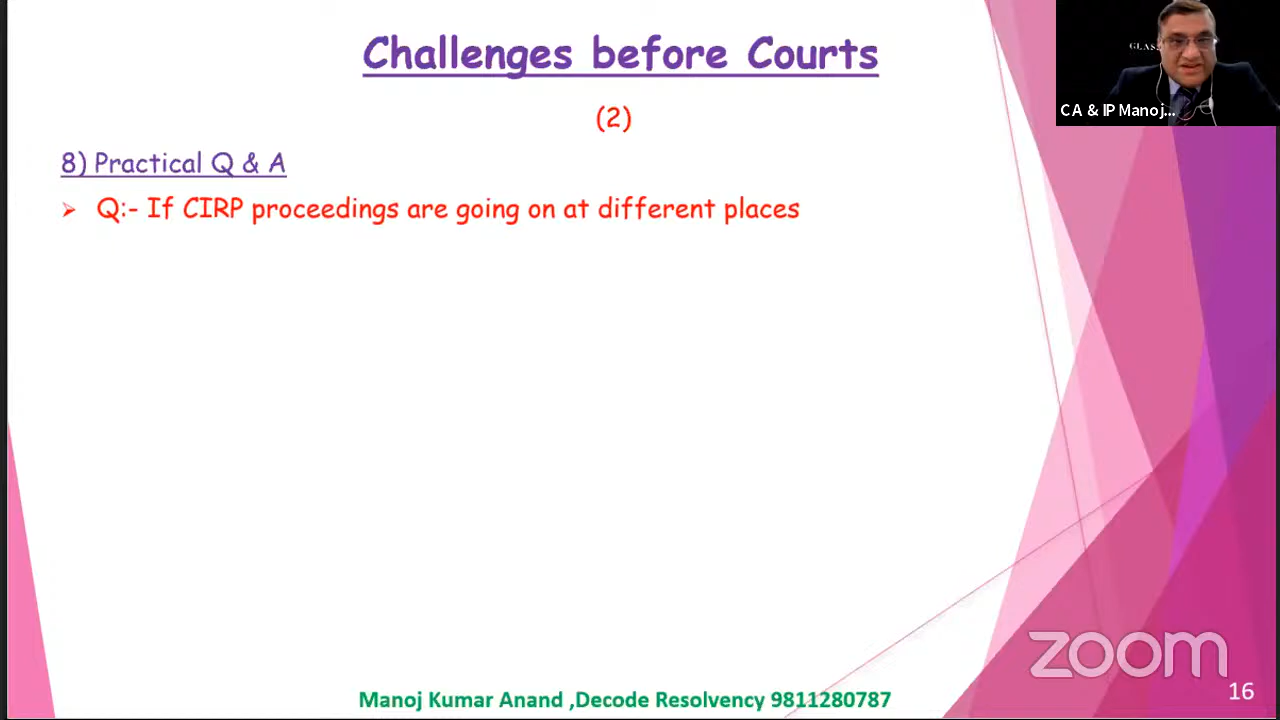 Challenges before Courts
(2)
8) Practical Q & A
Q:- If CIRP proceedings are going on at different places
CA & IP Manoj...
zoom
Manoj Kumar Anand ,Decode Resolvency 9811280787
16